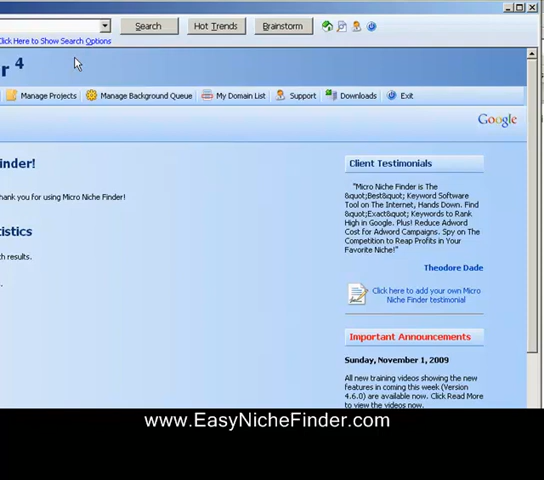 Search
Hot Trends
Brainstorm
Click Here to Show Search Options
r 4
Manage Projects
Manage Background Queue
My Domain List
Support
Downloads
Exit
Google
inder!
hank you for using Micro Niche Finder!
tistics
ch results.
Client Testimonials
"Micro Niche Finder is The
&quot;Best&quot; Keyword Software
Tool on The Internet, Hands Down. Find
&quot;Exact&quot; Keywords to Rank
High in Google. Plus! Reduce Adword
Cost for Adword Campaigns. Spy on The
Competition to Reap Profits in Your
Favorite Niche!"
Theodore Dade
Click here to add your own Micro
Niche Finder testimonial
Important Announcements
Sunday, November 1, 2009
All new training videos showing the new
features in coming this week (Version
4.6.0) are available now. Click Read More
to view the videos now.
www.EasyNicheFinder.com